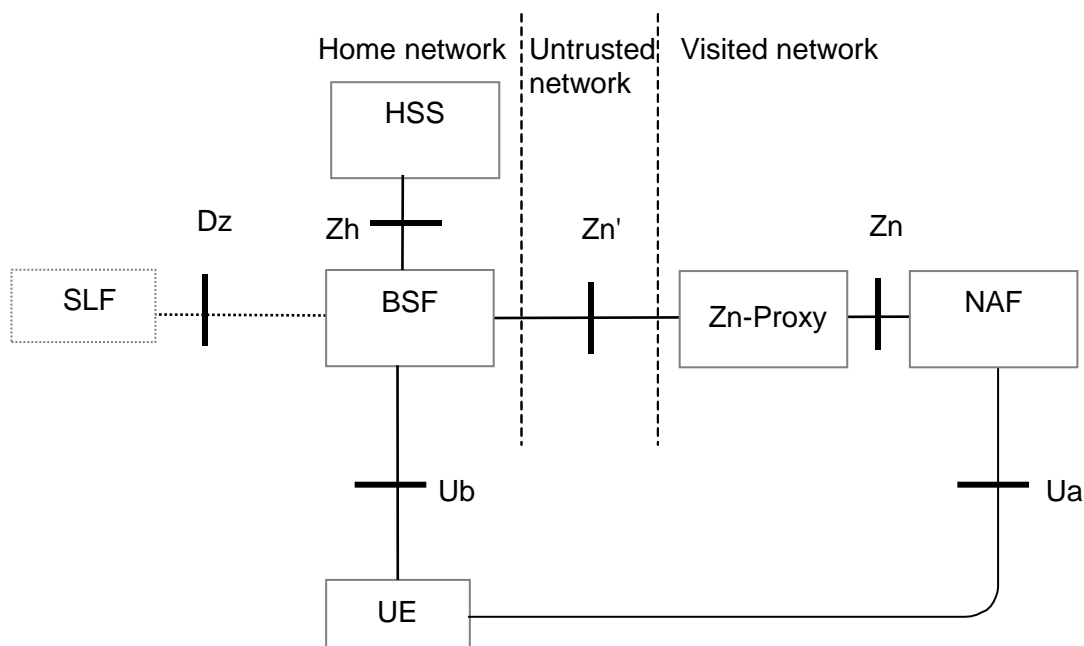 Home network
Untrusted
network
Visited network
HSS
Dz
Zh
Zn'
Zn
SLF
BSF
Zn-Proxy
NAF
Ub
Ua
UE